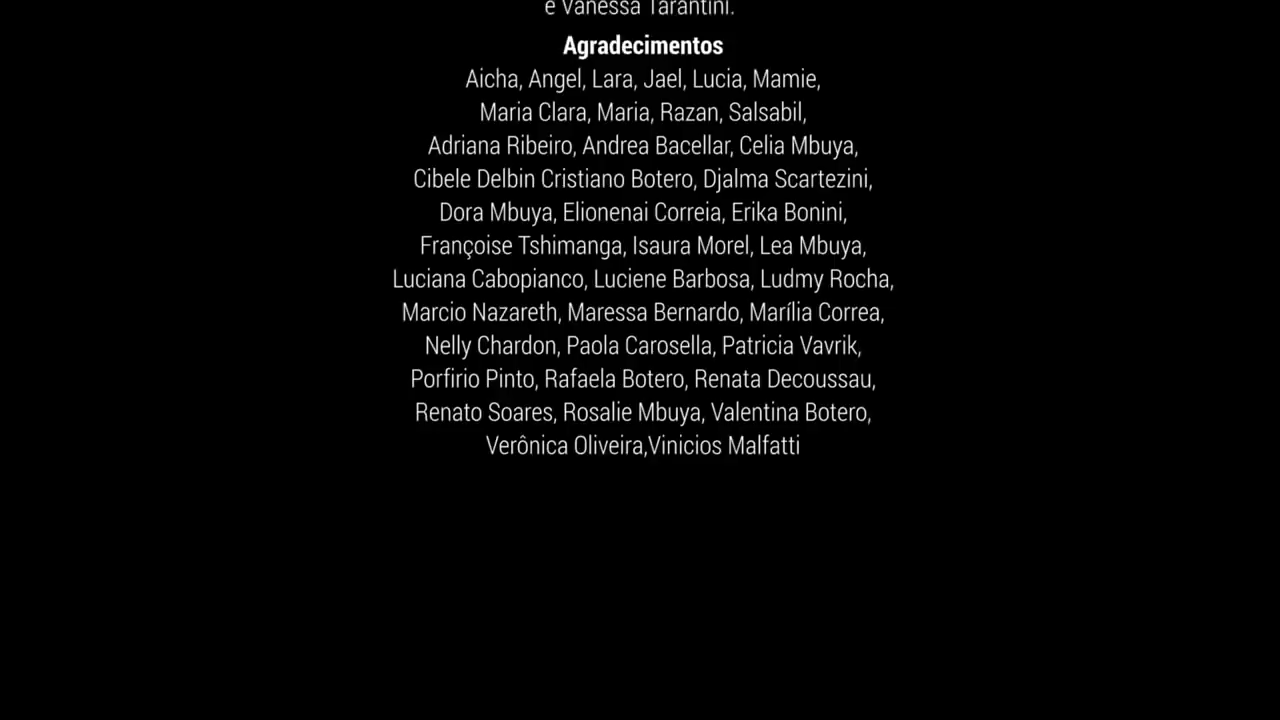 e Vanessa Tarantini.
Agradecimentos
Aicha, Angel, Lara, Jael, Lucia, Mamie,
Maria Clara, Maria, Razan, Salsabil,
Adriana Ribeiro, Andrea Bacellar, Celia Mbuya,
Cibele Delbin Cristiano Botero, Djalma Scartezini,
Dora Mbuya, Elionenai Correia, Erika Bonini,
Françoise Tshimanga, Isaura Morel, Lea Mbuya,
Luciana Cabopianco, Luciene Barbosa, Ludmy Rocha,
Marcio Nazareth, Maressa Bernardo, Marília Correa,
Nelly Chardon, Paola Carosella, Patricia Vavrik,
Porfirio Pinto, Rafaela Botero, Renata Decoussau,
Renato Soares, Rosalie Mbuya, Valentina Botero,
Verônica Oliveira,Vinicios Malfatti